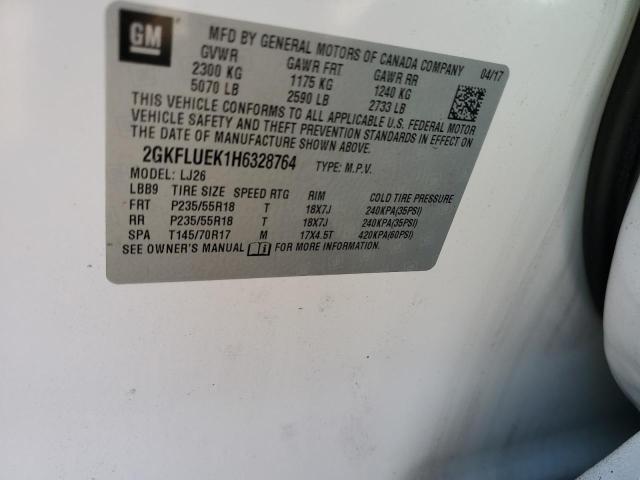 GM
MFD BY GENERAL MOTORS OF CANADA COMPANY
GVWR GAWR FRT GAWR RR 04/17
2300 KG 1175 KG 1240 KG
5070 LB 2590 LB 2733 LB
THIS VEHICLE CONFORMS TO ALL APPLICABLE U.S. FEDERAL MOTOR
VEHICLE SAFETY AND THEFT PREVENTION STANDARDS IN EFFECT ON
THE DATE OF MANUFACTURE SHOWN ABOVE.
2GKFLUEK1H6328764 TYPE: M.P.V.
MODEL: LJ26
LBB9 TIRE SIZE SPEED RTG RIM COLD TIRE PRESSURE
FRT P235/55R18 T 18X7J 240KPA(35PSI)
RR P235/55R18 T 18X7J 240KPA(35PSI)
SPA T145/70R17 M 17X4.5T 420KPA(60PSI)
SEE OWNER'S MANUAL FOR MORE INFORMATION.